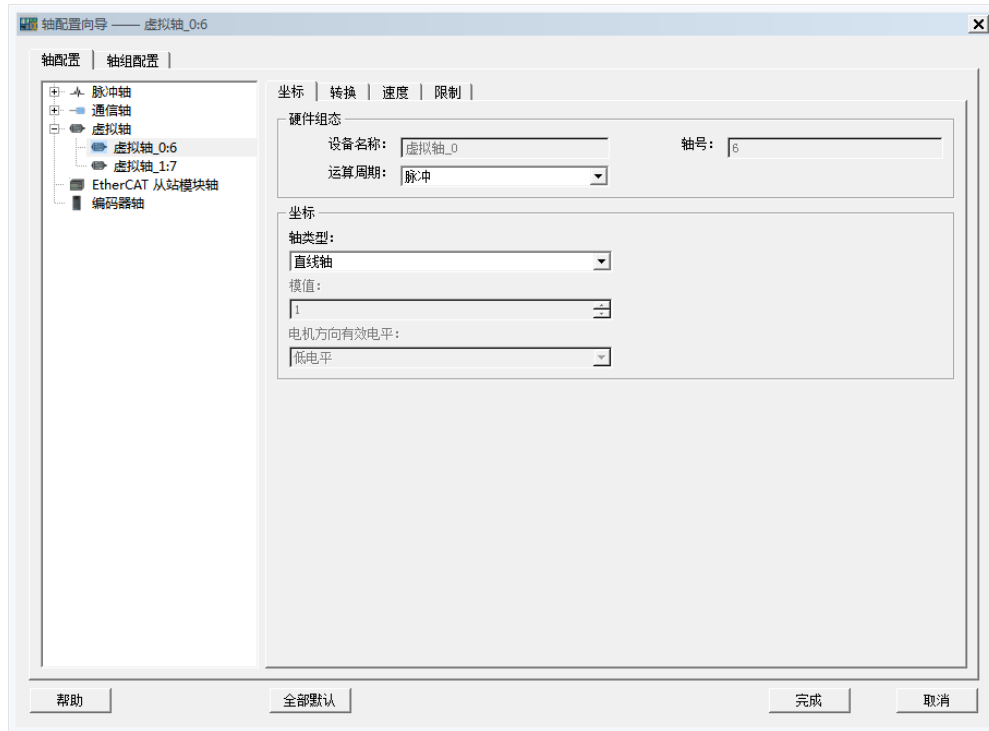 轴配置向导 —— 虚拟轴_0:6
轴配置 轴组配置
脉冲轴
通信轴
虚拟轴
虚拟轴_0:6
虚拟轴_1:7
EtherCAT 从站模块轴
编码器轴
坐标 转换 速度 限制
硬件组态
设备名称: 虚拟轴_0 轴号: 6
运算周期: 脉冲
坐标
轴类型:
直线轴
模值:
1
电机方向有效电平:
低电平
帮助 全部默认 完成 取消